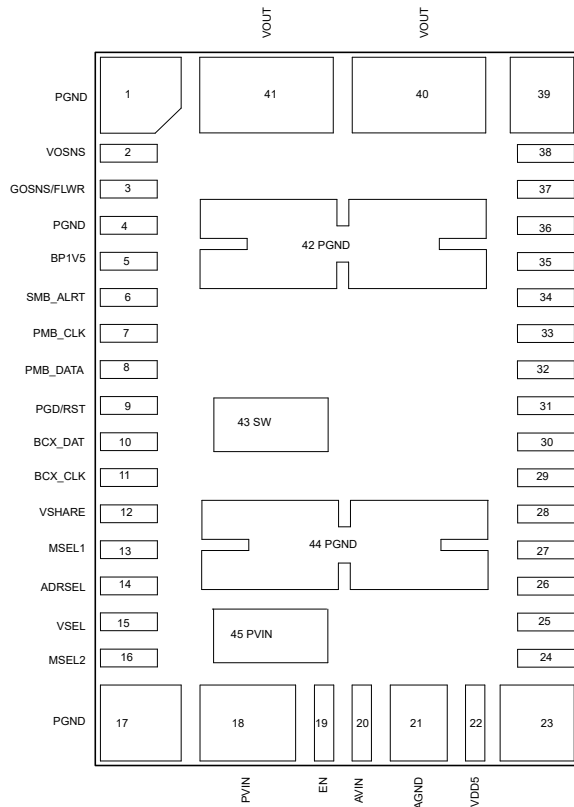 VOUT VOUT
PGND 1 41 40 39
VOSNS 2 38
GOSNS/FLWR 3 37
PGND 4 36
42 PGND
BP1V5 5 35
SMB_ALRT 6 34
PMB_CLK 7 33
PMB_DATA 8 32
PGD/RST 9 31
43 SW
BCX_DAT 10 30
BCX_CLK 11 29
VSHARE 12 28
MSEL1 13 44 PGND 27
ADRSEL 14 26
VSEL 15 25
45 PVIN
MSEL2 16 24
PGND 17 18 19 20 21 22 23
PVIN EN AVIN AGND VDD5